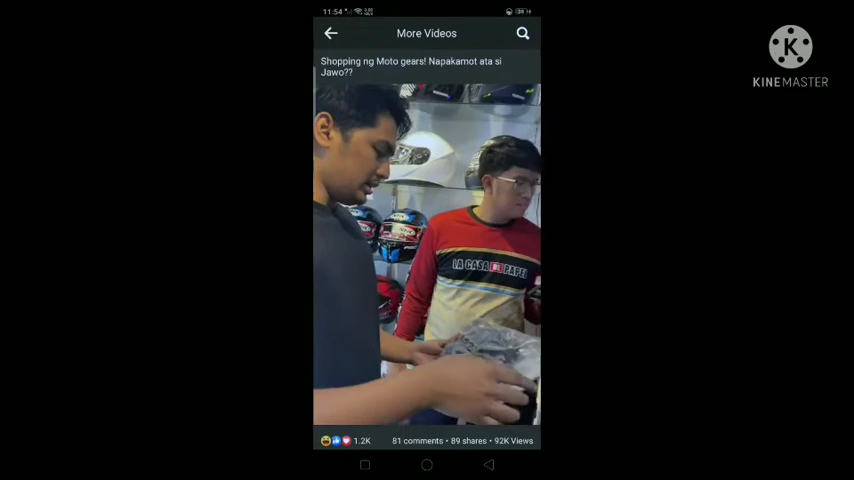 11:54
More Videos
Shopping ng Moto gears! Napakamot ata si
Jawo??
K
KINEMASTER
LA CASA DE PAPEL
1.2K
81 comments • 89 shares • 92K Views